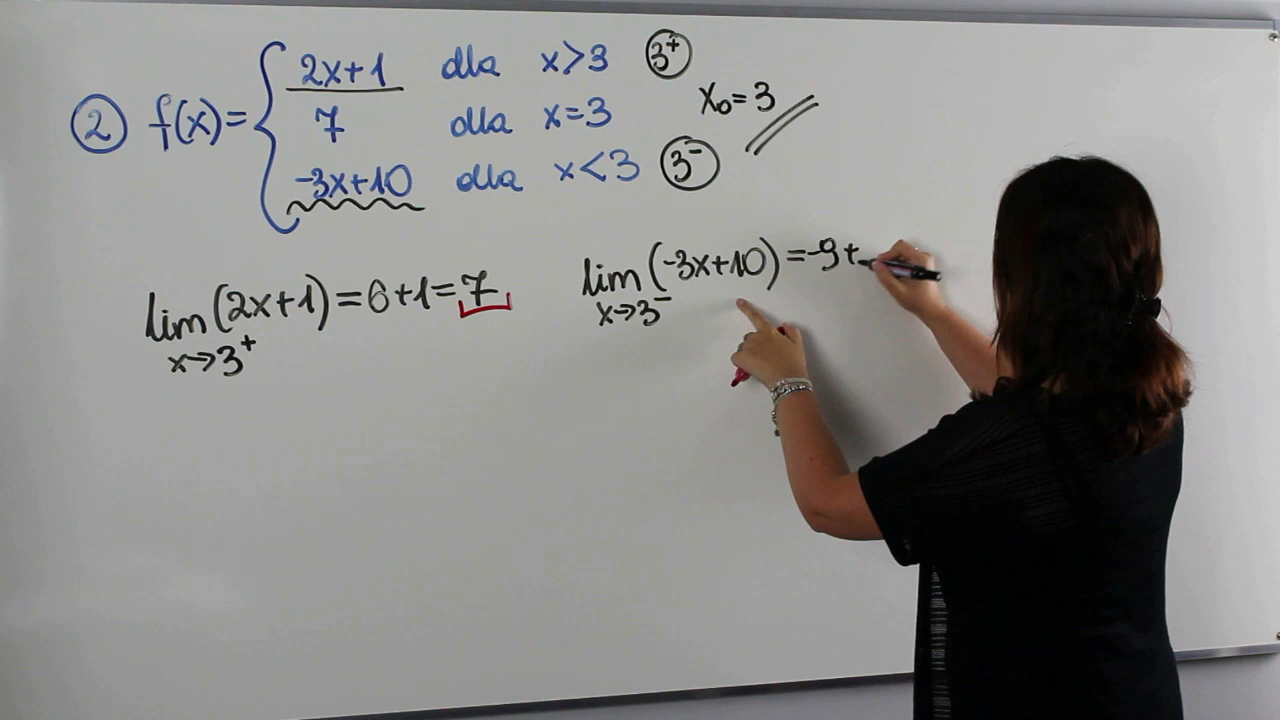 ② f(x)= { 2x+1 dla x>3 3⁺
7 dla x=3
-3x+10 dla x<3 3⁻
x₀=3
lim (2x+1)=6+1=7
x→3⁺
lim (-3x+10)=-9+
x→3⁻